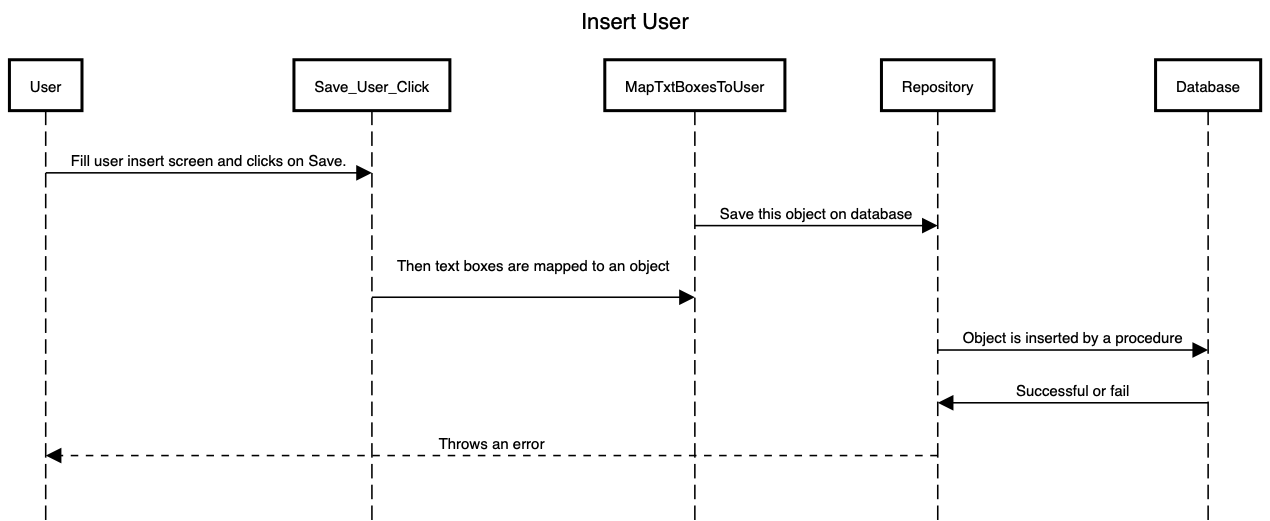 Insert User
User
Save_User_Click
MapTxtBoxesToUser
Repository
Database
Fill user insert screen and clicks on Save.
Save this object on database
Then text boxes are mapped to an object
Object is inserted by a procedure
Successful or fail
Throws an error